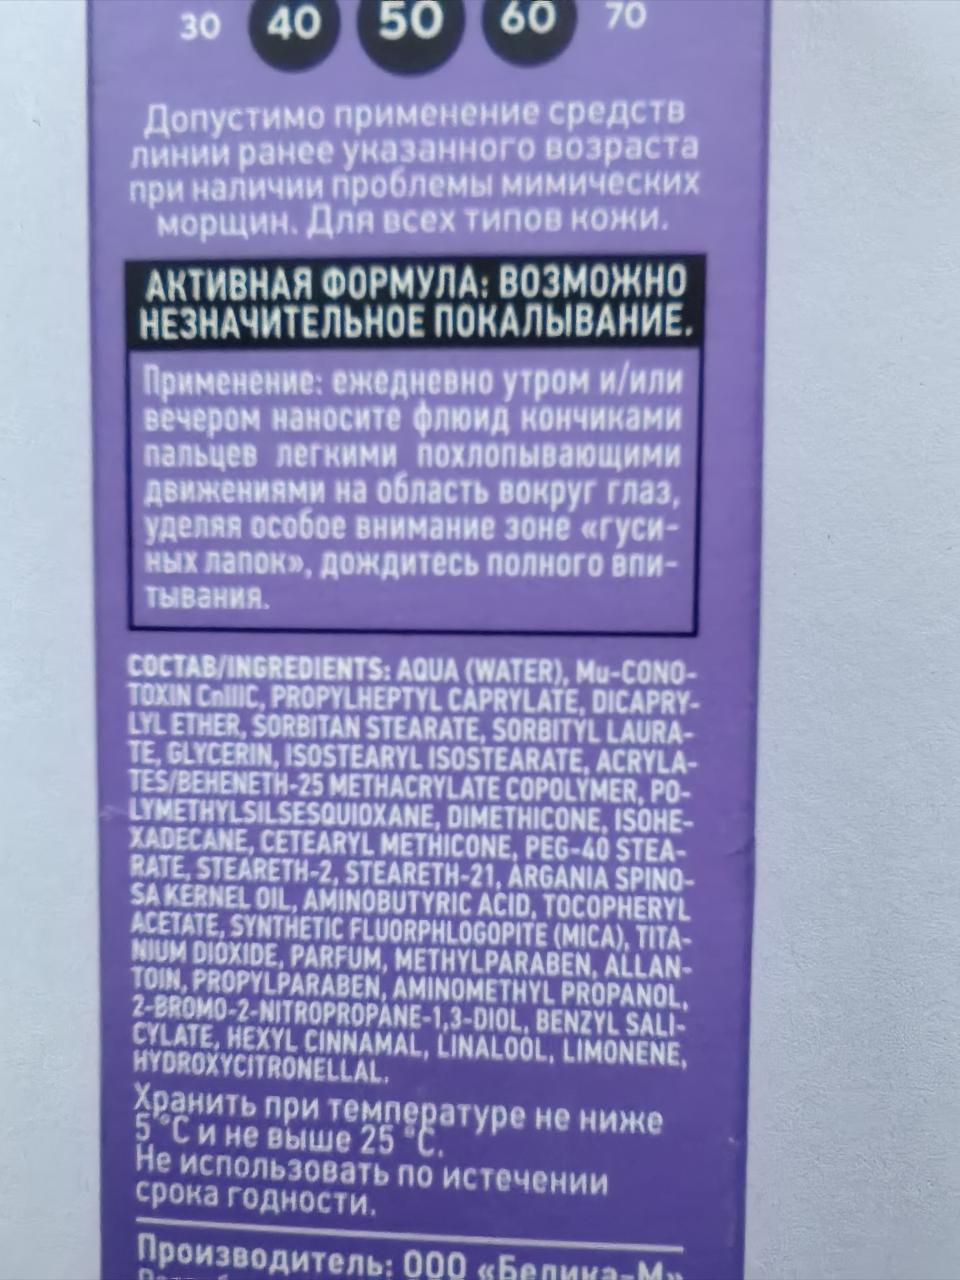 30 40 50 60 70
Допустимо применение средств
линии ранее указанного возраста
при наличии проблемы мимических
морщин. Для всех типов кожи.
АКТИВНАЯ ФОРМУЛА: ВОЗМОЖНО
НЕЗНАЧИТЕЛЬНОЕ ПОКАЛЫВАНИЕ.
Применение: ежедневно утром и/или
вечером наносите флюид кончиками
пальцев легкими похлопывающими
движениями на область вокруг глаз,
уделяя особое внимание зоне «гуси-
ных лапок», дождитесь полного впи-
тывания.
СОСТАВ/INGREDIENTS: AQUA (WATER), Mu-CONO-
TOXIN CnIIIC, PROPYLHEPTYL CAPRYLATE, DICAPRY-
LYL ETHER, SORBITAN STEARATE, SORBITYL LAURA-
TE, GLYCERIN, ISOSTEARYL ISOSTEARATE, ACRYLA-
TES/BEHENETH-25 METHACRYLATE COPOLYMER, PO-
LYMETHYLSILSESQUIOXANE, DIMETHICONE, ISOHE-
XADECANE, CETEARYL METHICONE, PEG-40 STEA-
RATE, STEARETH-2, STEARETH-21, ARGANIA SPINO-
SA KERNEL OIL, AMINOBUTYRIC ACID, TOCOPHERYL
ACETATE, SYNTHETIC FLUORPHLOGOPITE (MICA), TITA-
NIUM DIOXIDE, PARFUM, METHYLPARABEN, ALLAN-
TOIN, PROPYLPARABEN, AMINOMETHYL PROPANOL,
2-BROMO-2-NITROPROPANE-1,3-DIOL, BENZYL SALI-
CYLATE, HEXYL CINNAMAL, LINALOOL, LIMONENE,
HYDROXYCITRONELLAL.
Хранить при температуре не ниже
5 °С и не выше 25 °С.
Не использовать по истечении
срока годности.
Производитель: ООО «Белика-М»